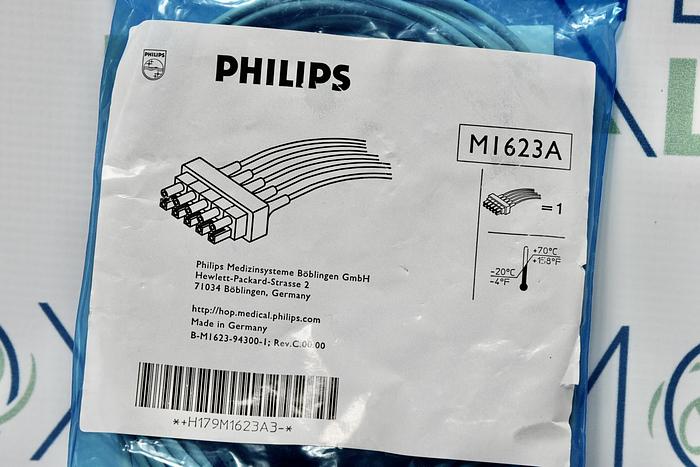 PHILIPS
PHILIPS
M1623A
=1
+70°C
+158°F
-20°C
-4°F
Philips Medizinsysteme Böblingen GmbH
Hewlett-Packard-Strasse 2
71034 Böblingen, Germany
http://hop.medical.philips.com
Made in Germany
B-M1623-94300-1; Rev.C.00.00
*+H179M1623A3-*